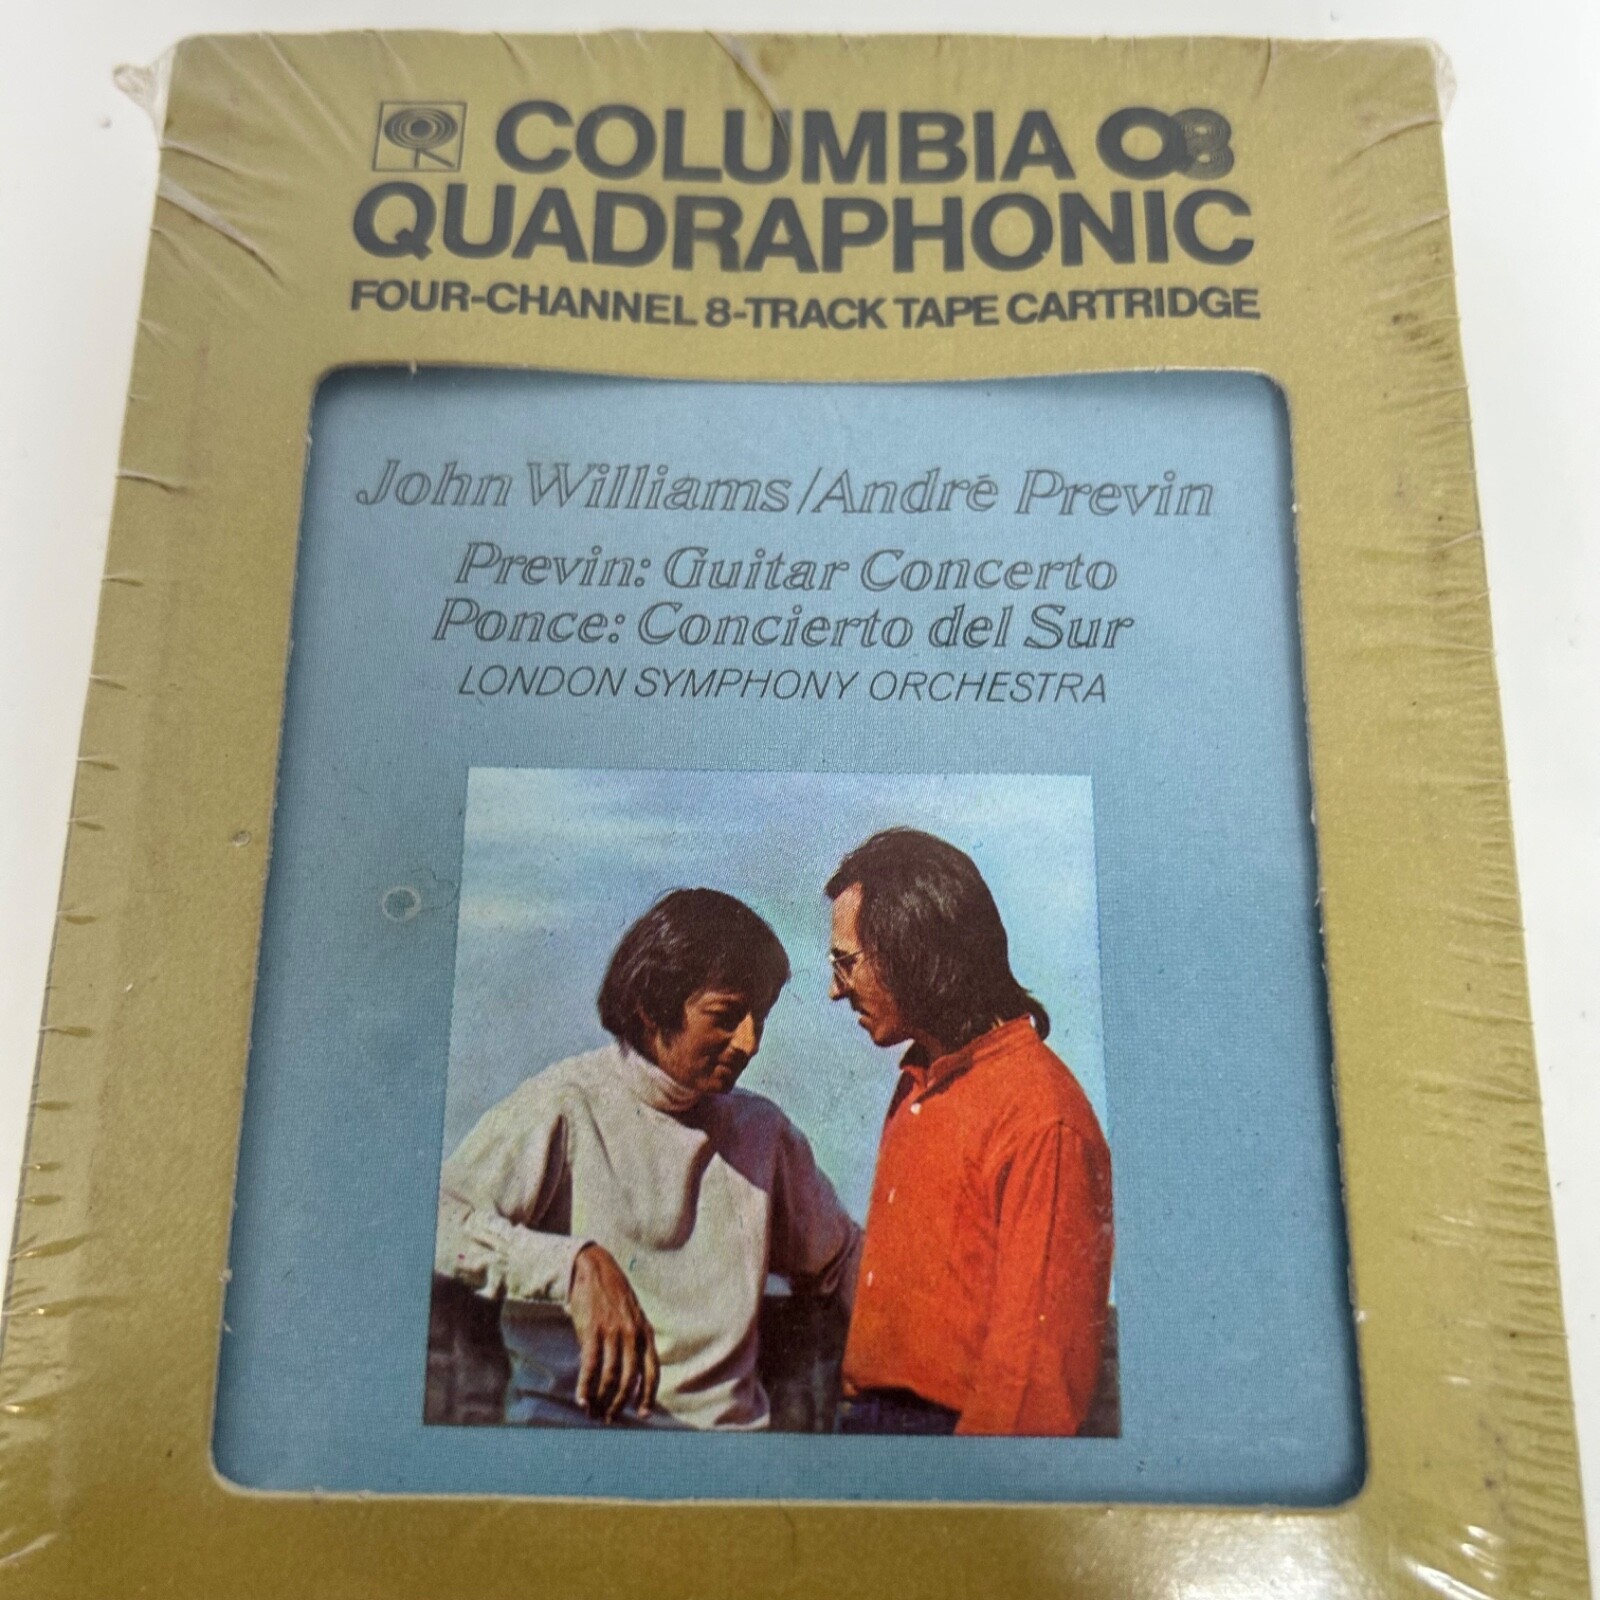 COLUMBIA Q8
QUADRAPHONIC
FOUR-CHANNEL 8-TRACK TAPE CARTRIDGE
John Williams/André Previn
Previn: Guitar Concerto
Ponce: Concierto del Sur
LONDON SYMPHONY ORCHESTRA